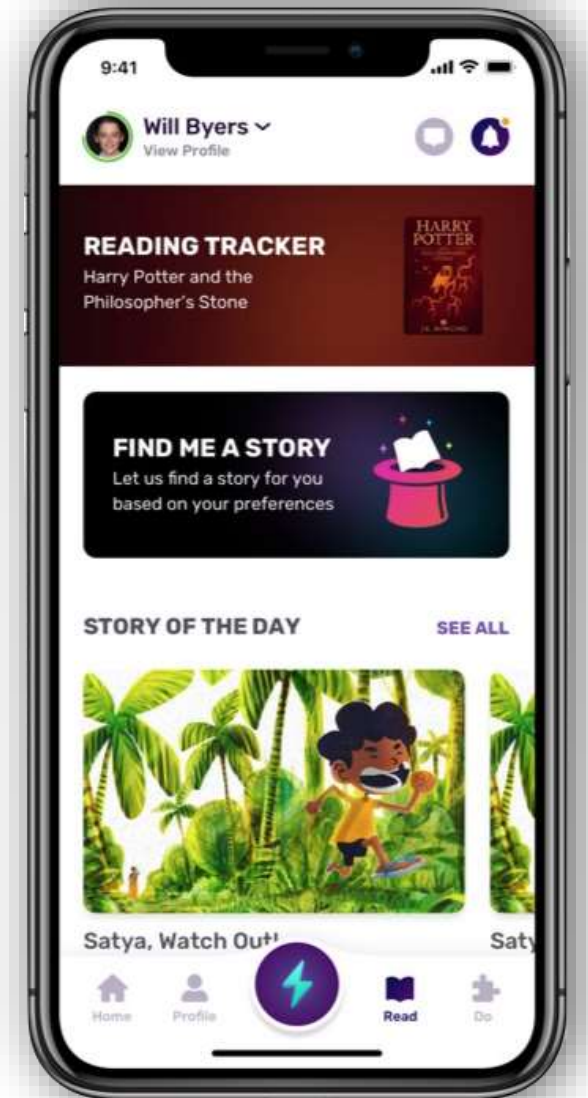 9:41
Will Byers
View Profile
READING TRACKER
Harry Potter and the
Philosopher's Stone
HARRY
POTTER
J.K. ROWLING
FIND ME A STORY
Let us find a story for you
based on your preferences
STORY OF THE DAY
SEE ALL
Satya, Watch Out!
Saty
Home
Profile
Read
Do